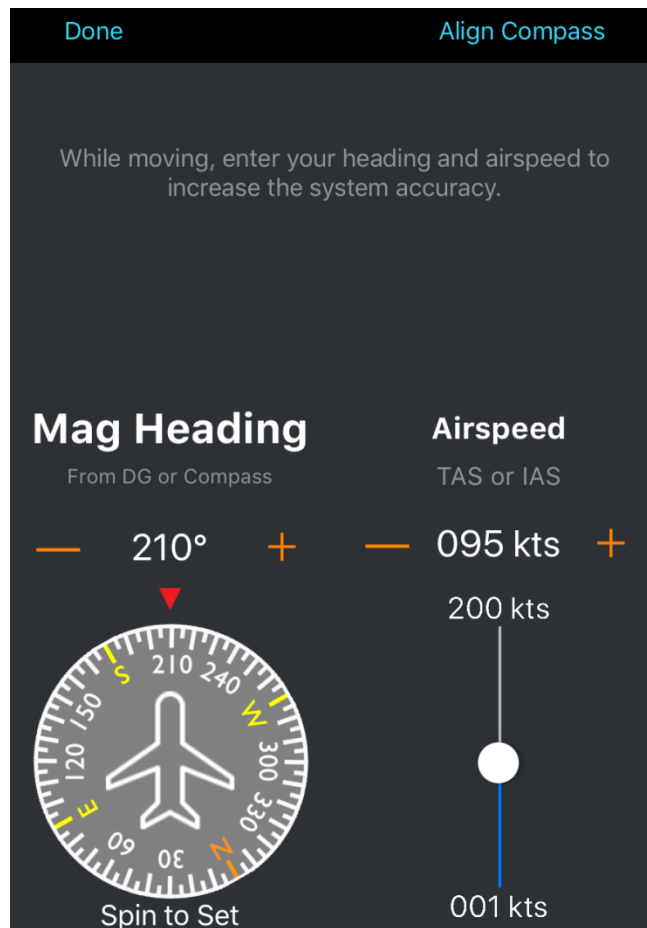 Done
Align Compass
While moving, enter your heading and airspeed to
increase the system accuracy.
Mag Heading
From DG or Compass
— 210° +
Airspeed
TAS or IAS
— 095 kts +
200 kts
001 kts
S
210
240
W
300
330
N
30
60
E
120
150
Spin to Set